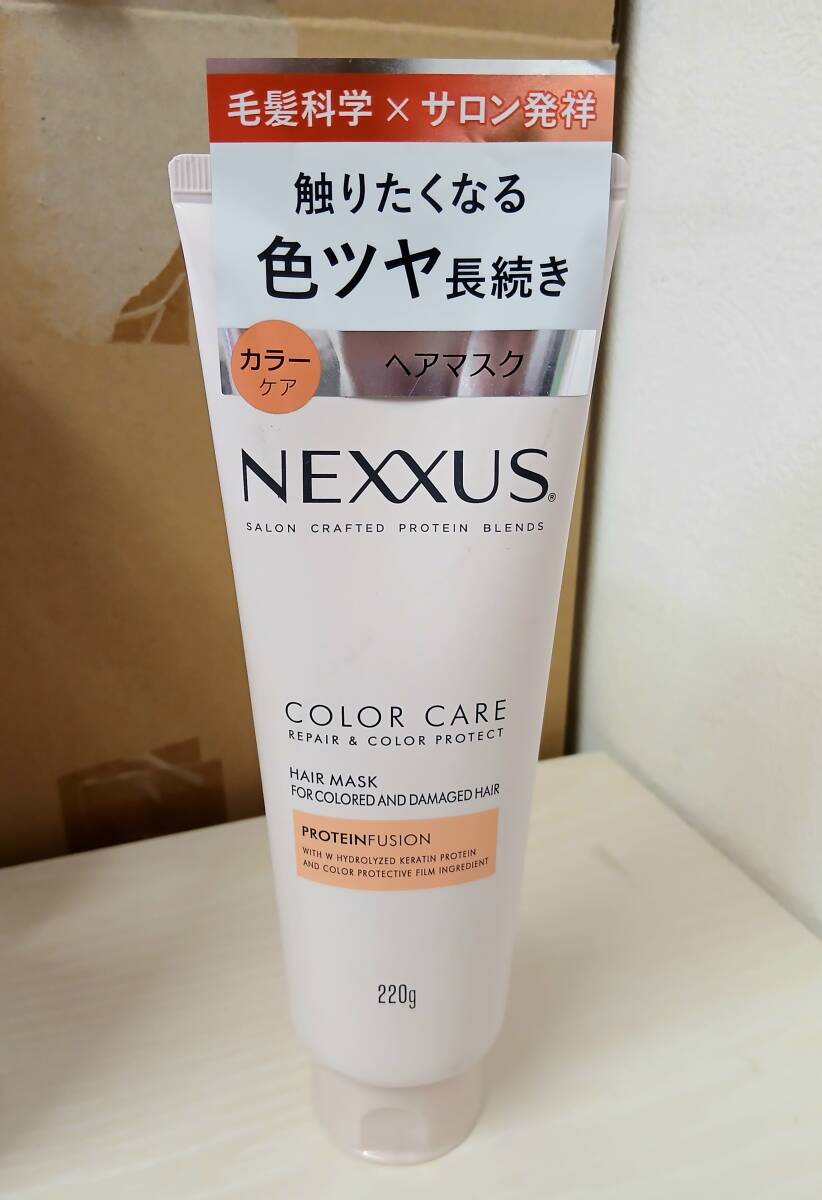 毛髪科学 × サロン発祥
触りたくなる
色ツヤ長続き
カラー
ケア
ヘアマスク
NEXXUS®
SALON CRAFTED PROTEIN BLENDS
COLOR CARE
REPAIR & COLOR PROTECT
HAIR MASK
FOR COLORED AND DAMAGED HAIR
PROTEINFUSION
WITH W HYDROLYZED KERATIN PROTEIN
AND COLOR PROTECTIVE FILM INGREDIENT
220g